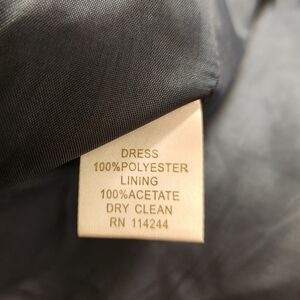 DRESS
100%POLYESTER
LINING
100%ACETATE
DRY CLEAN
RN 114244